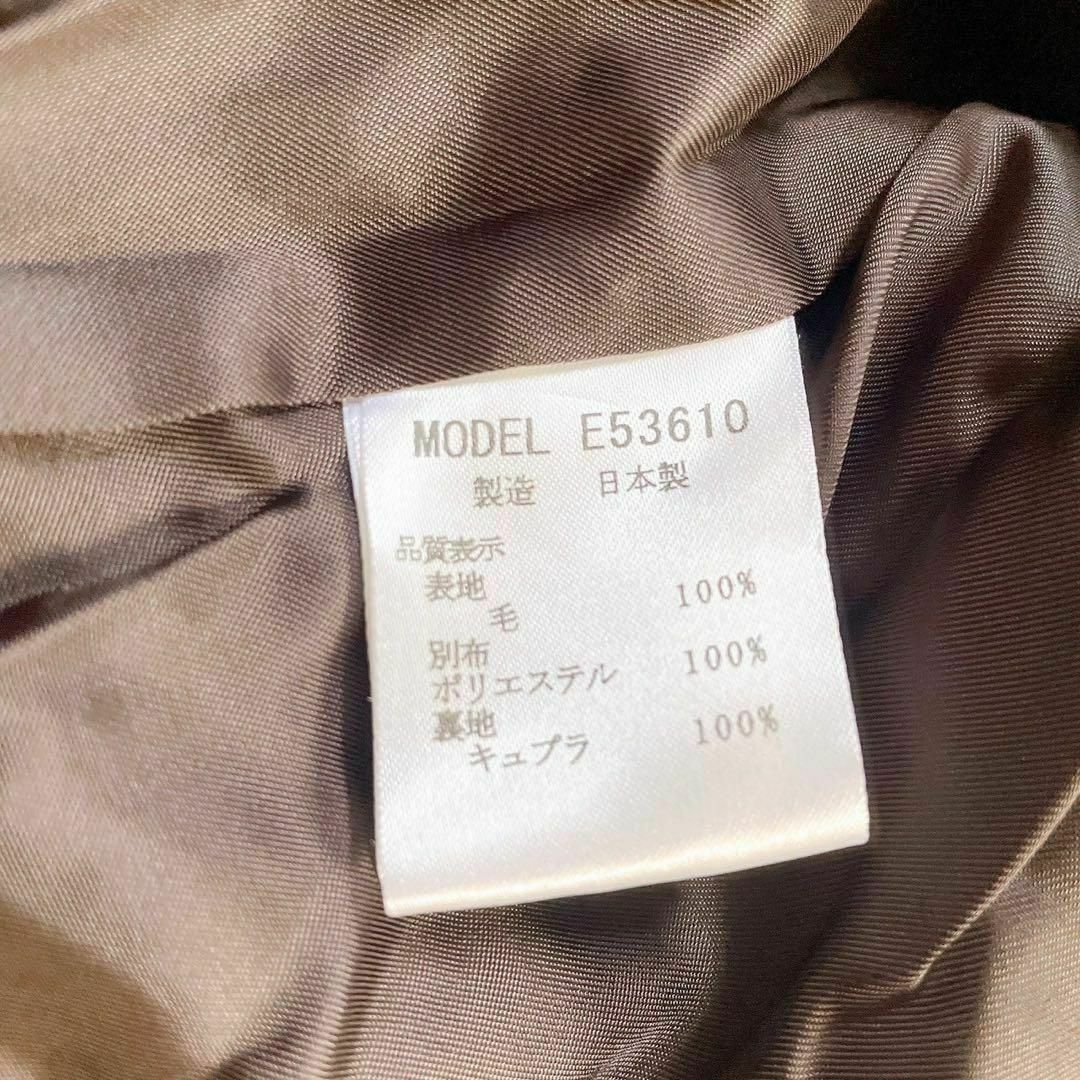 MODEL E53610
製造 日本製
品質表示
表地
毛 100%
別布
ポリエステル 100%
裏地
キュプラ 100%